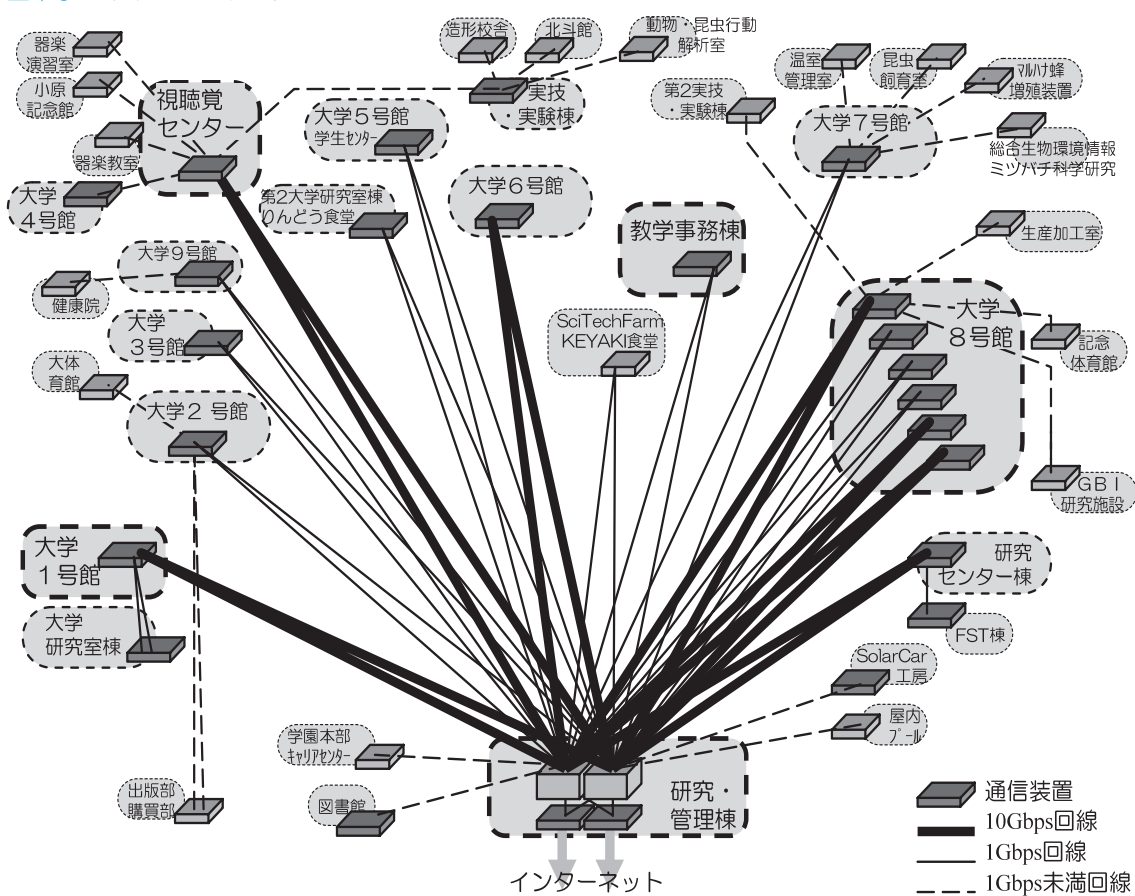 器楽
演習室
小原
記念館
器楽教室
視聴覚
センター
大学
4号館
造形校舎
北斗館
動物・昆虫行動
解析室
実技
・実験棟
大学5号館
学生センター
第2大学研究室棟
りんどう食堂
大学6号館
第2実技
・実験棟
温室
管理室
昆虫
飼育室
マルハナ蜂
増殖装置
大学7号館
総合生物環境情報
ミツバチ科学研究
教学事務棟
生産加工室
大学9号館
健康院
大学
3号館
大体
育館
大学2 号館
SciTechFarm
KEYAKI食堂
大学
8号館
記念
体育館
GBI
研究施設
大学
1号館
大学
研究室棟
研究
センター棟
FST棟
SolarCar
工房
屋内
プール
学園本部
キャリアセンター
出版部
購買部
図書館
研究・
管理棟
インターネット
通信装置
10Gbps回線
1Gbps回線
1Gbps未満回線